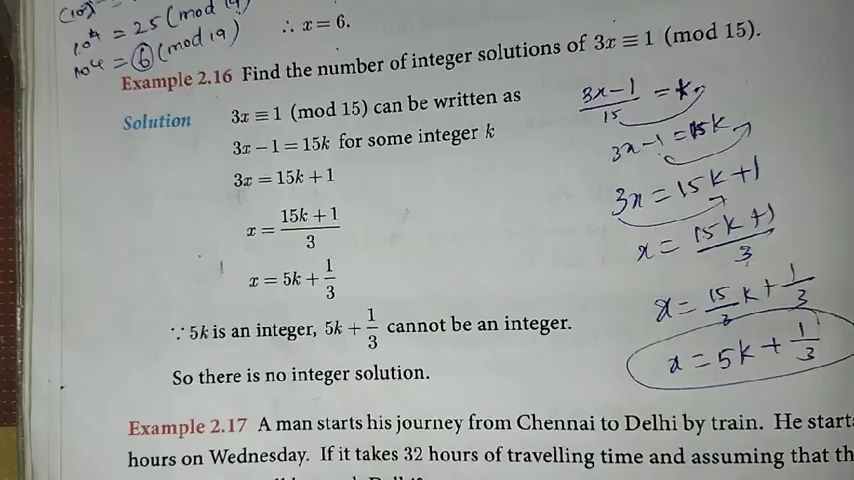 10⁴ = 25 (mod 19)
10⁴ = 6 (mod 19)
∴ x = 6.
Example 2.16 Find the number of integer solutions of 3x ≡ 1 (mod 15).
Solution 3x ≡ 1 (mod 15) can be written as
3x − 1 = 15k for some integer k
3x = 15k + 1
x = (15k + 1)/3
x = 5k + 1/3
∵ 5k is an integer, 5k + 1/3 cannot be an integer.
So there is no integer solution.
(3x − 1)/15 = k
3x − 1 = 15k
3x = 15k + 1
x = (15k + 1)/3
x = 15/3 k + 1/3
x = 5k + 1/3
Example 2.17 A man starts his journey from Chennai to Delhi by train. He starts
hours on Wednesday. If it takes 32 hours of travelling time and assuming that th